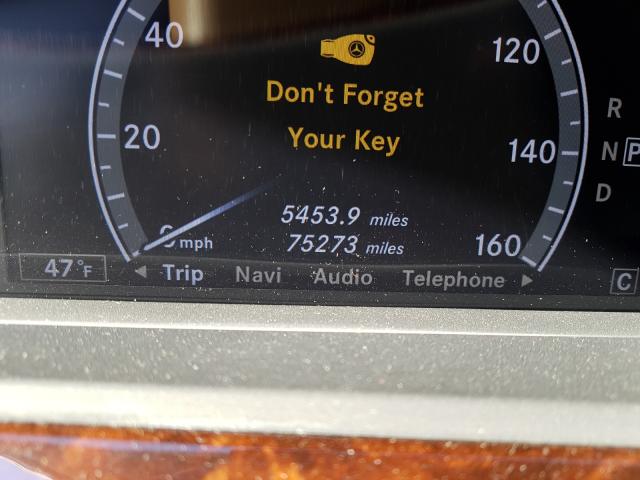 40
120
Don't Forget
Your Key
R
20
140
N P
D
5453.9 miles
0 mph
75273 miles
160
47°F
Trip Navi Audio Telephone
C